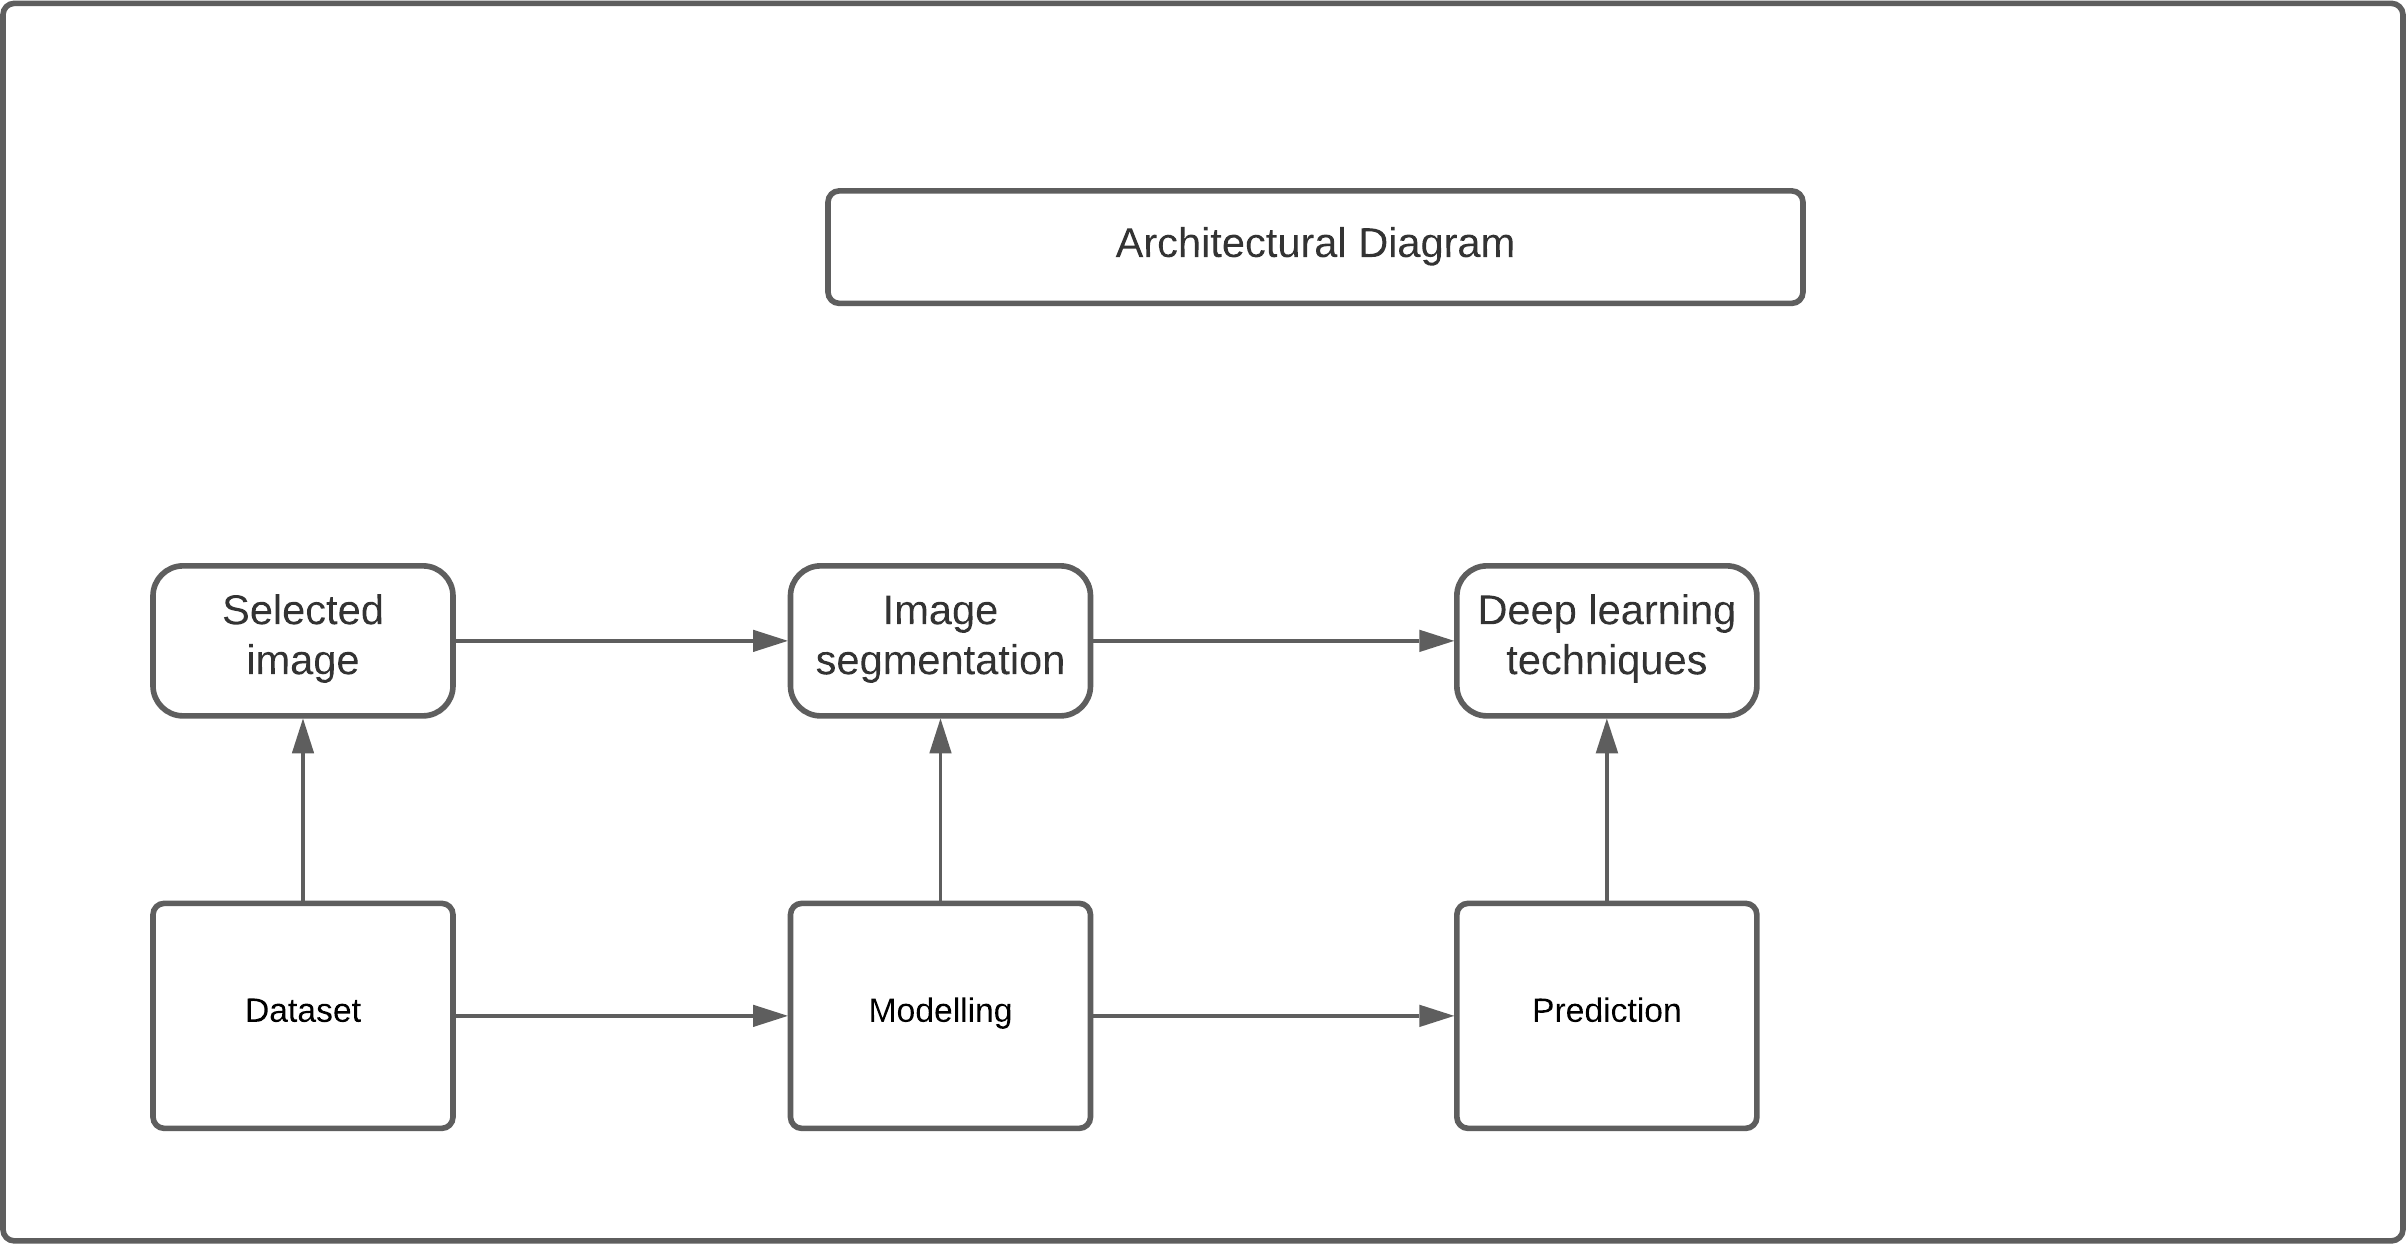 Architectural Diagram
Selected
image
Image
segmentation
Deep learning
techniques
Dataset
Modelling
Prediction